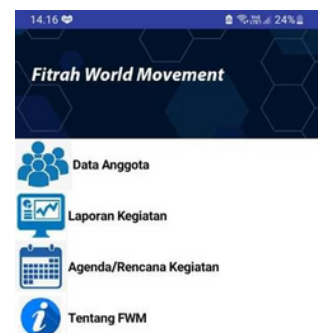 14.16 24%
Fitrah World Movement
Data Anggota
Laporan Kegiatan
Agenda/Rencana Kegiatan
Tentang FWM